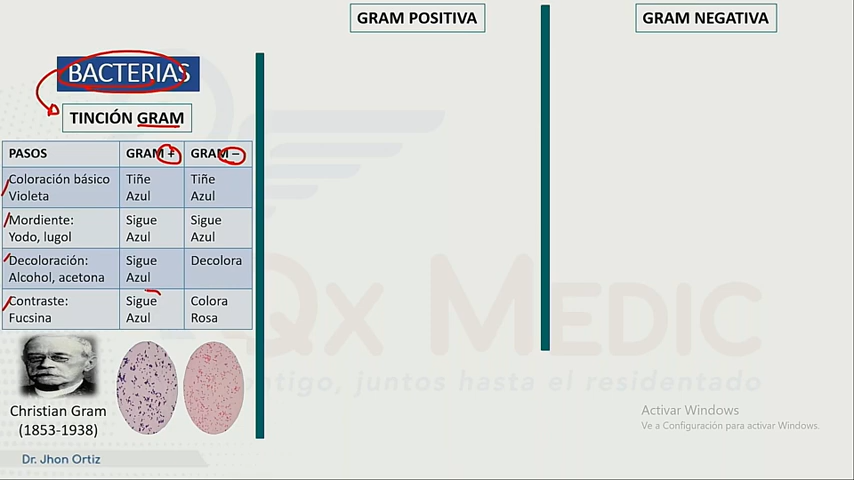 GRAM POSITIVA
GRAM NEGATIVA
BACTERIAS
TINCIÓN GRAM
PASOS GRAM + GRAM –
Coloración básico Tiñe Tiñe
Violeta Azul Azul
Mordiente: Sigue Sigue
Yodo, lugol Azul Azul
Decoloración: Sigue Decolora
Alcohol, acetona Azul
Contraste: Sigue Colora
Fucsina Azul Rosa
Christian Gram
(1853-1938)
Dr. Jhon Ortiz
Qx MEDIC
ontigo, juntos hasta el residentado
Activar Windows
Ve a Configuración para activar Windows.